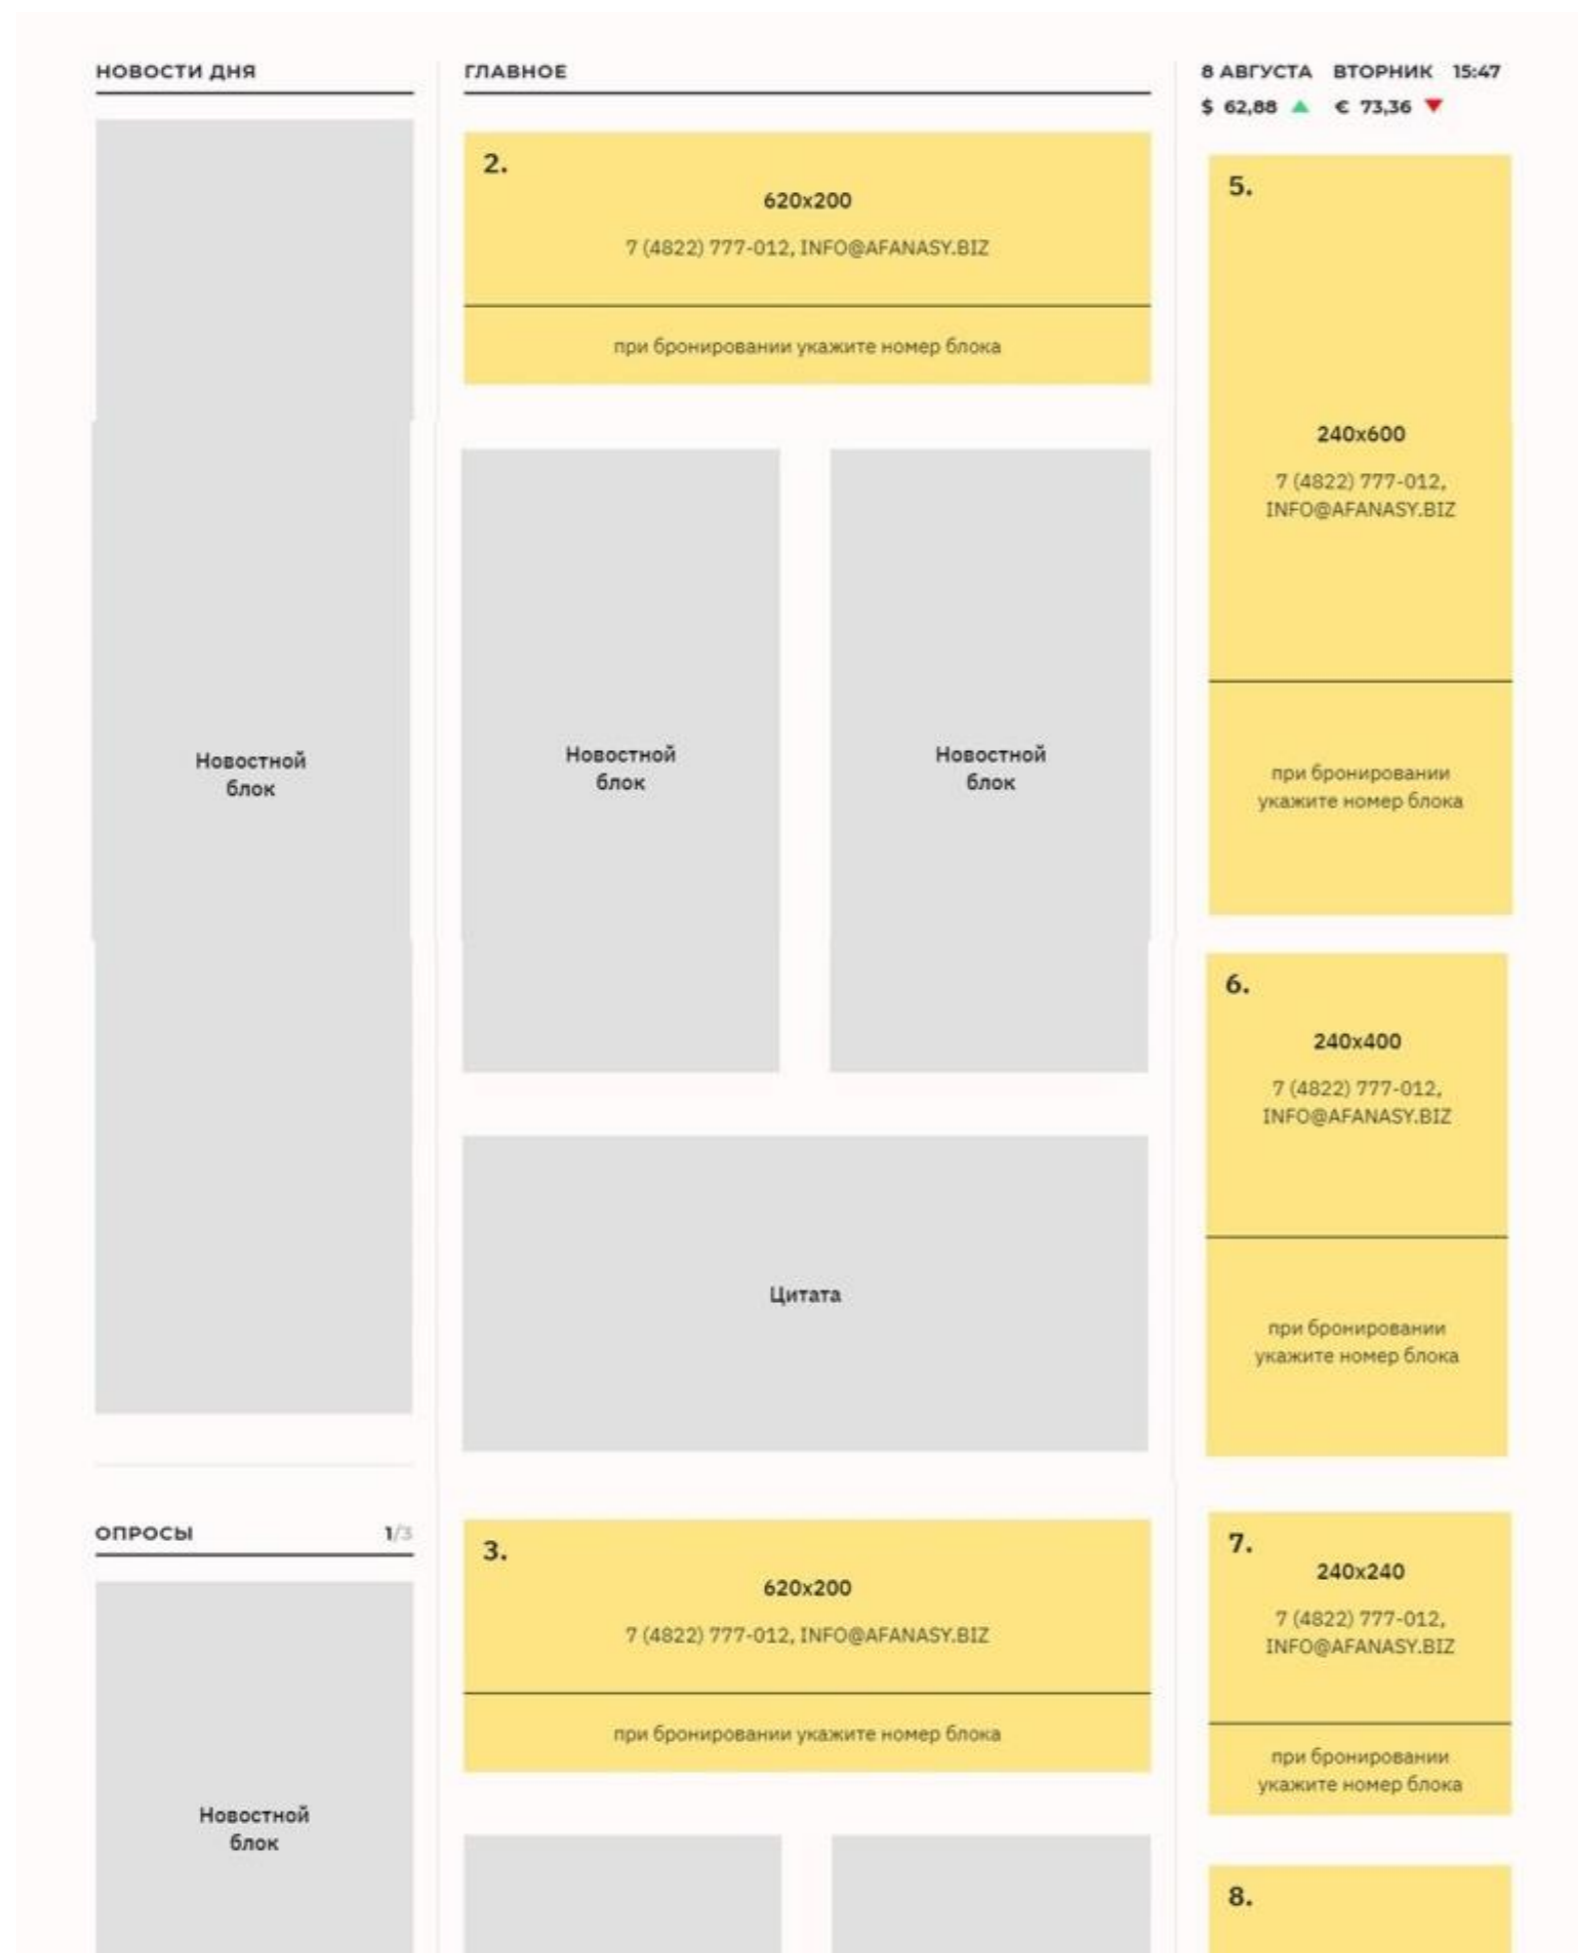 НОВОСТИ ДНЯ
Новостной
блок
ОПРОСЫ 1/3
Новостной
блок
ГЛАВНОЕ
2.
620x200
7 (4822) 777-012, INFO@AFANASY.BIZ
при бронировании укажите номер блока
Новостной
блок
Новостной
блок
Цитата
3.
620x200
7 (4822) 777-012, INFO@AFANASY.BIZ
при бронировании укажите номер блока
8 АВГУСТА ВТОРНИК 15:47
$ 62,88 ▲ € 73,36 ▼
5.
240x600
7 (4822) 777-012,
INFO@AFANASY.BIZ
при бронировании
укажите номер блока
6.
240x400
7 (4822) 777-012,
INFO@AFANASY.BIZ
при бронировании
укажите номер блока
7.
240x240
7 (4822) 777-012,
INFO@AFANASY.BIZ
при бронировании
укажите номер блока
8.